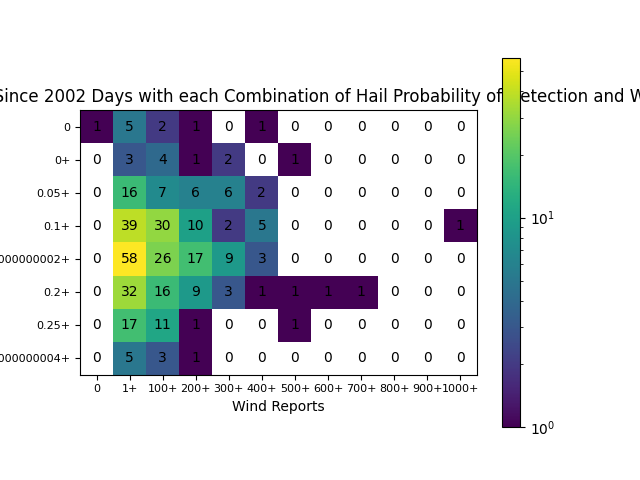 Since 2002 Days with each Combination of Hail Probability of Detection and W
0 1 5 2 1 0 1 0 0 0 0 0 0
0+ 0 3 4 1 2 0 1 0 0 0 0 0
0.05+ 0 16 7 6 6 2 0 0 0 0 0 0
0.1+ 0 39 30 10 2 5 0 0 0 0 0 1
000000002+ 0 58 26 17 9 3 0 0 0 0 0 0
0.2+ 0 32 16 9 3 1 1 1 1 0 0 0
0.25+ 0 17 11 1 0 0 1 0 0 0 0 0
000000004+ 0 5 3 1 0 0 0 0 0 0 0 0
0 1+ 100+ 200+ 300+ 400+ 500+ 600+ 700+ 800+ 900+ 1000+
Wind Reports
10^1
10^0